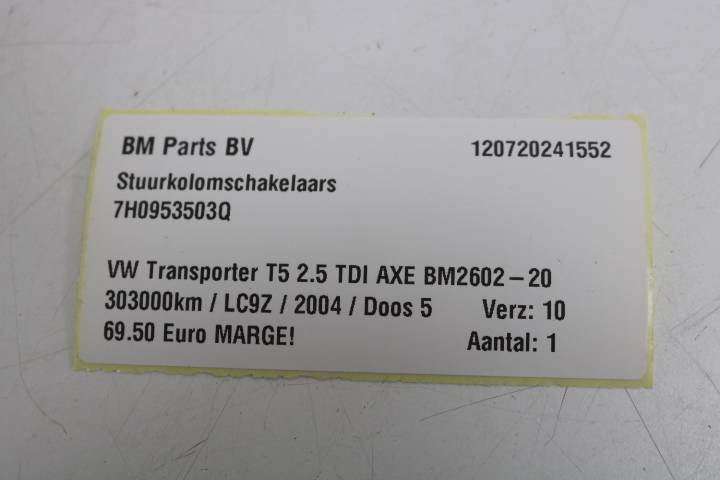 BM Parts BV 120720241552
Stuurkolomschakelaars
7H0953503Q
VW Transporter T5 2.5 TDI AXE BM2602-20
303000km / LC9Z / 2004 / Doos 5 Verz: 10
69.50 Euro MARGE! Aantal: 1